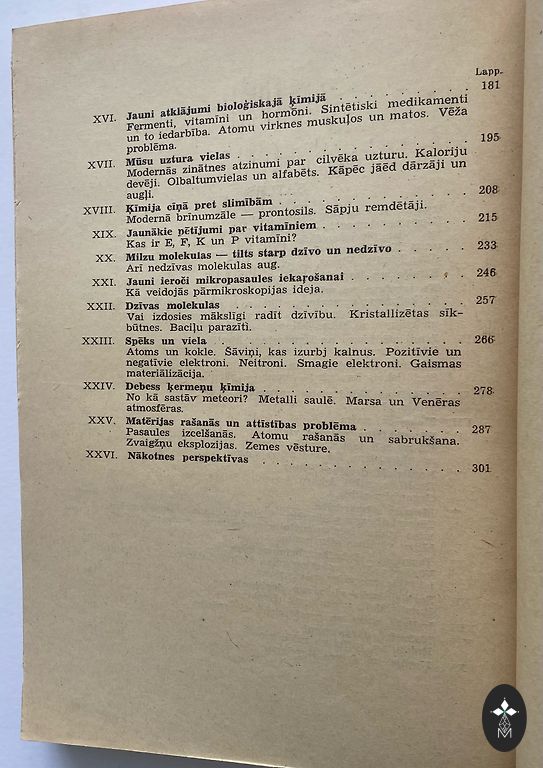 Lapp.
XVI. Jauni atklājumi bioloģiskajā ķīmijā . . . . . . . . . 181
Fermenti, vitamīni un hormōni. Sintētiski medikamenti
un to iedarbība. Atomu virknes muskuļos un matos. Vēža
problēma.
XVII. Mūsu uztura vielas . . . . . . . . . . . . . . . 195
Modernās zinātnes atzinumi par cilvēka uzturu. Kaloriju
devēji. Olbaltumvielas un alfabēts. Kāpēc jāēd dārzāji un
augļi.
XVIII. Ķīmija cīņā pret slimībām . . . . . . . . . . . . 208
Modernā brīnumzāle — prontosils. Sāpju remdētāji.
XIX. Jaunākie pētījumi par vitamīniem . . . . . . . . . 215
Kas ir E, F, K un P vitamīni?
XX. Milzu molekulas — tilts starp dzīvo un nedzīvo . . . . . 233
Arī nedzīvas molekulas aug.
XXI. Jauni ieroči mikropasaules iekaŗošanai . . . . . . . . 246
Kā veidojās pārmikroskopijas ideja.
XXII. Dzīvas molekulas . . . . . . . . . . . . . . . . 257
Vai izdosies mākslīgi radīt dzīvību. Kristallizētas sīk-
būtnes. Baciļu parazīti.
XXIII. Spēks un viela . . . . . . . . . . . . . . . . . 266
Atoms un kokle. Šāviņi, kas izurbj kalnus. Pozitīvie un
negatīvie elektroni. Neitroni. Smagie elektroni. Gaismas
materiālizācija.
XXIV. Debess ķermeņu ķīmija . . . . . . . . . . . . . 278
No kā sastāv meteori? Metalli saulē. Marsa un Venēras
atmosfēras.
XXV. Matērijas rašanās un attīstības problēma . . . . . . . 287
Pasaules izcelšanās. Atomu rašanās un sabrukšana.
Zvaigžņu eksplozijas. Zemes vēsture.
XXVI. Nākotnes perspektīvas . . . . . . . . . . . . . . 301
M